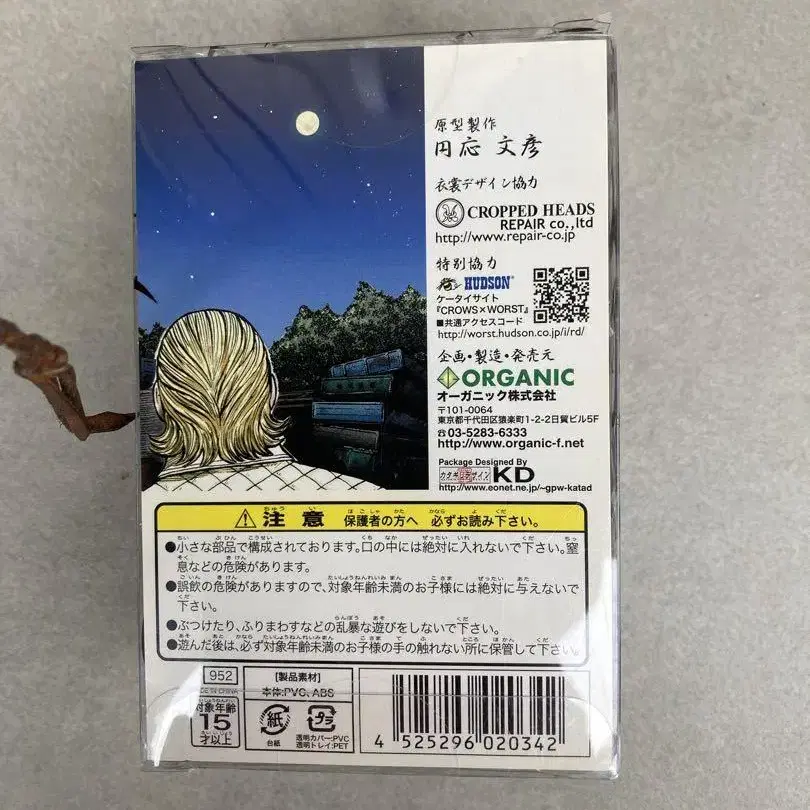 原型製作
円応 文彦
衣裳デザイン協力
CROPPED HEADS
REPAIR co.,ltd
http://www.repair-co.jp
特別協力
HUDSON®
ケータイサイト
『CROWS×WORST』
■共通アクセスコード
http://worst.hudson.co.jp/i/rd/
企画・製造・発売元
ORGANIC
オーガニック株式会社
〒101-0064
東京都千代田区猿楽町1-2-2日貿ビル5F
☎03-5283-6333
http://www.organic-f.net
Package Designed By
カタギデザイン KD
http://www.eonet.ne.jp/~gpw-katad
⚠注意 保護者の方へ 必ずお読み下さい。
●小さな部品で構成されております。口の中には絶対に入れないで下さい。窒
息などの危険があります。
●誤飲の危険がありますので、対象年齢未満のお子様には絶対に与えないで
下さい。
●ぶつけたり、ふりまわすなどの乱暴な遊びをしないで下さい。
●遊んだ後は、必ず対象年齢未満のお子様の手の触れない所に保管して下さい。
952
MADE IN CHINA
対象年齢
15
才以上
[製品素材]
本体:PVC, ABS
紙
台紙
プラ
透明カバー:PVC
透明トレイ:PET
4 525296 020342